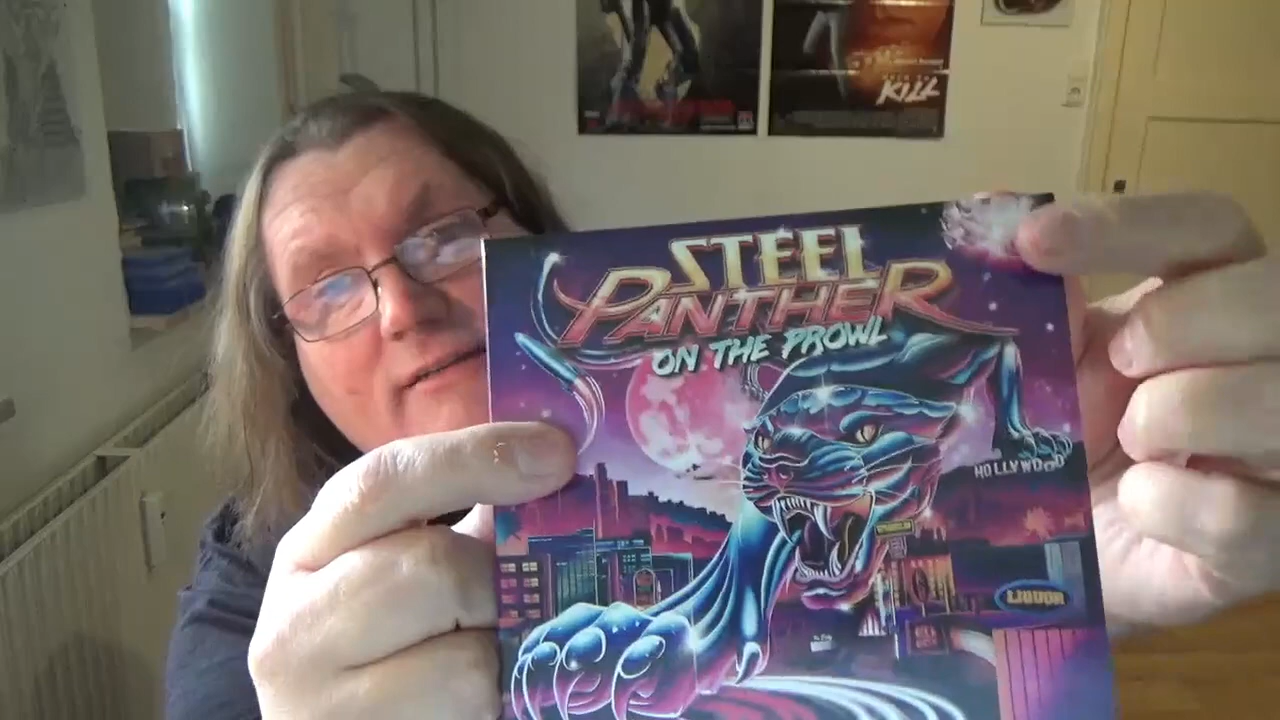 KILL
STEEL
PANTHER
ON THE PROWL
HOLLYWOOD
LIQUOR